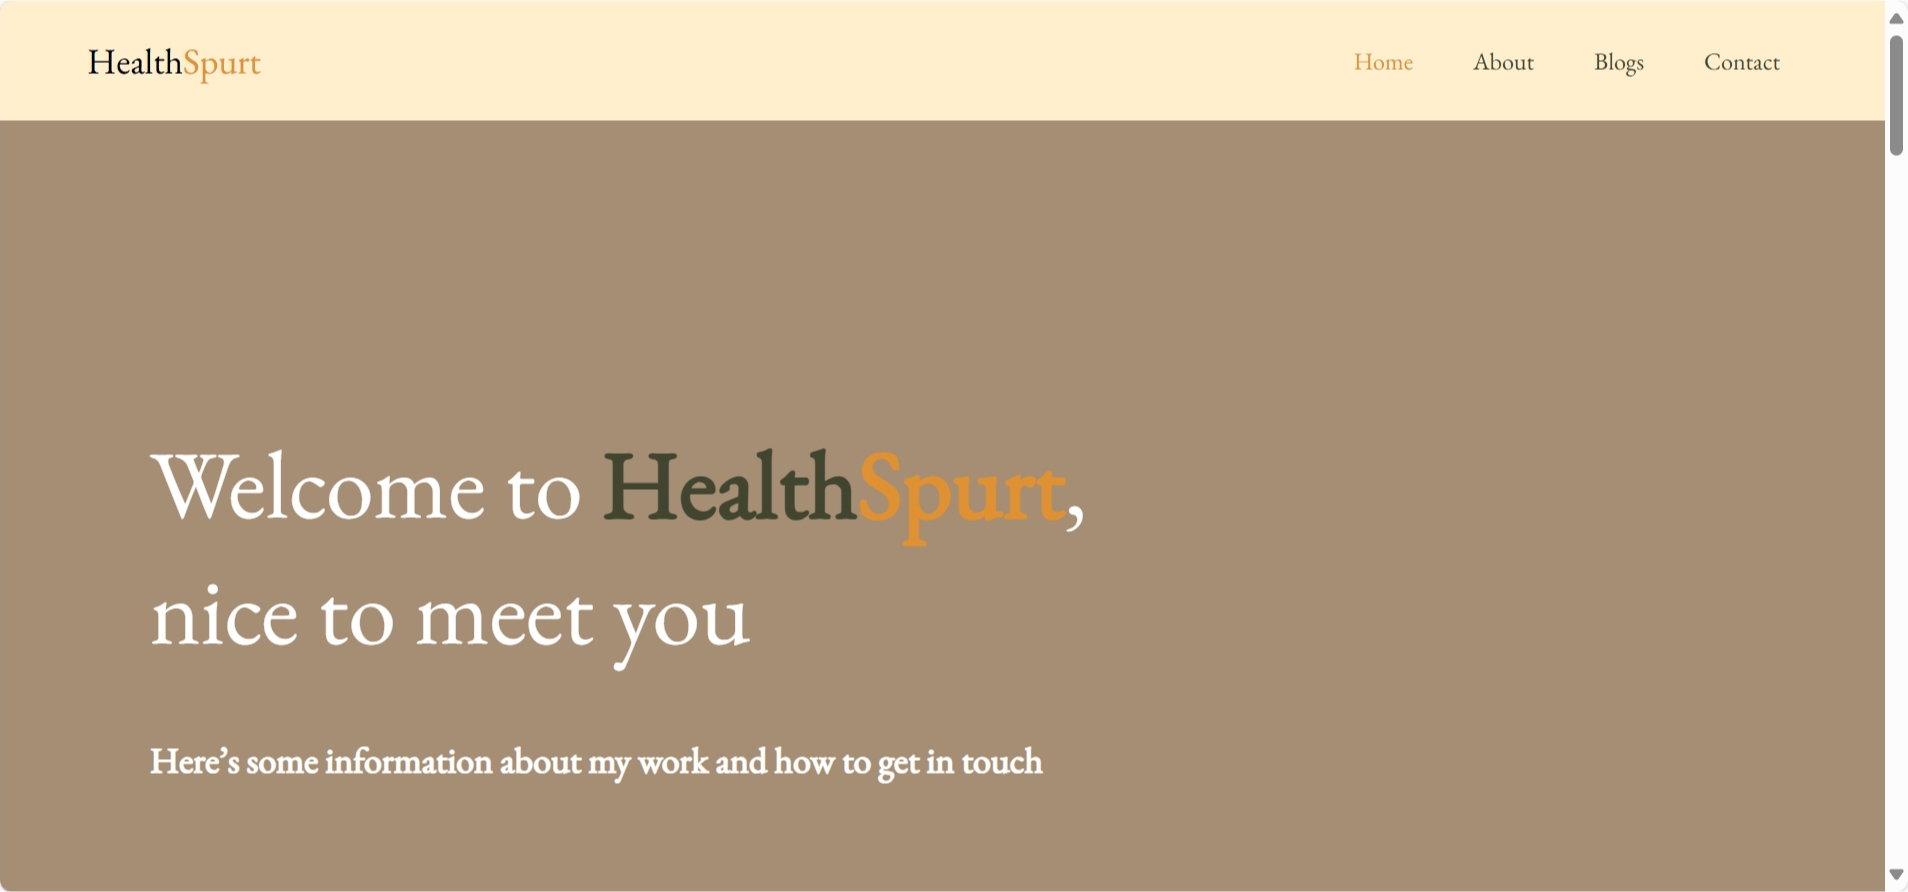 HealthSpurt
Home About Blogs Contact
Welcome to HealthSpurt,
nice to meet you
Here’s some information about my work and how to get in touch